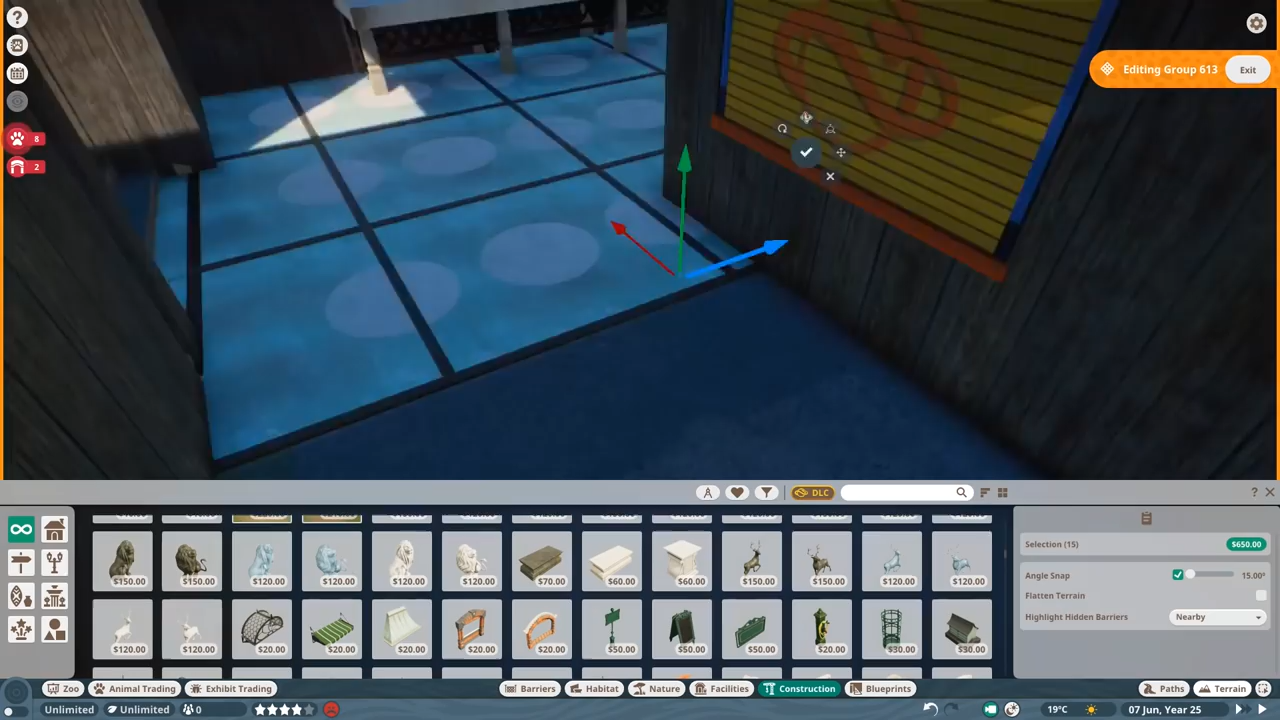 ?
Editing Group 613
Exit
8
2
DLC
?
Selection (15)
$650.00
$150.00
$150.00
$120.00
$120.00
$120.00
$120.00
$70.00
$60.00
$60.00
$150.00
$150.00
$120.00
$120.00
Angle Snap
15.00°
Flatten Terrain
Highlight Hidden Barriers
Nearby
$120.00
$120.00
$20.00
$20.00
$20.00
$20.00
$20.00
$50.00
$50.00
$50.00
$20.00
$30.00
$30.00
Zoo
Animal Trading
Exhibit Trading
Barriers
Habitat
Nature
Facilities
Construction
Blueprints
Paths
Terrain
Unlimited
Unlimited
0
19°C
07 Jun, Year 25